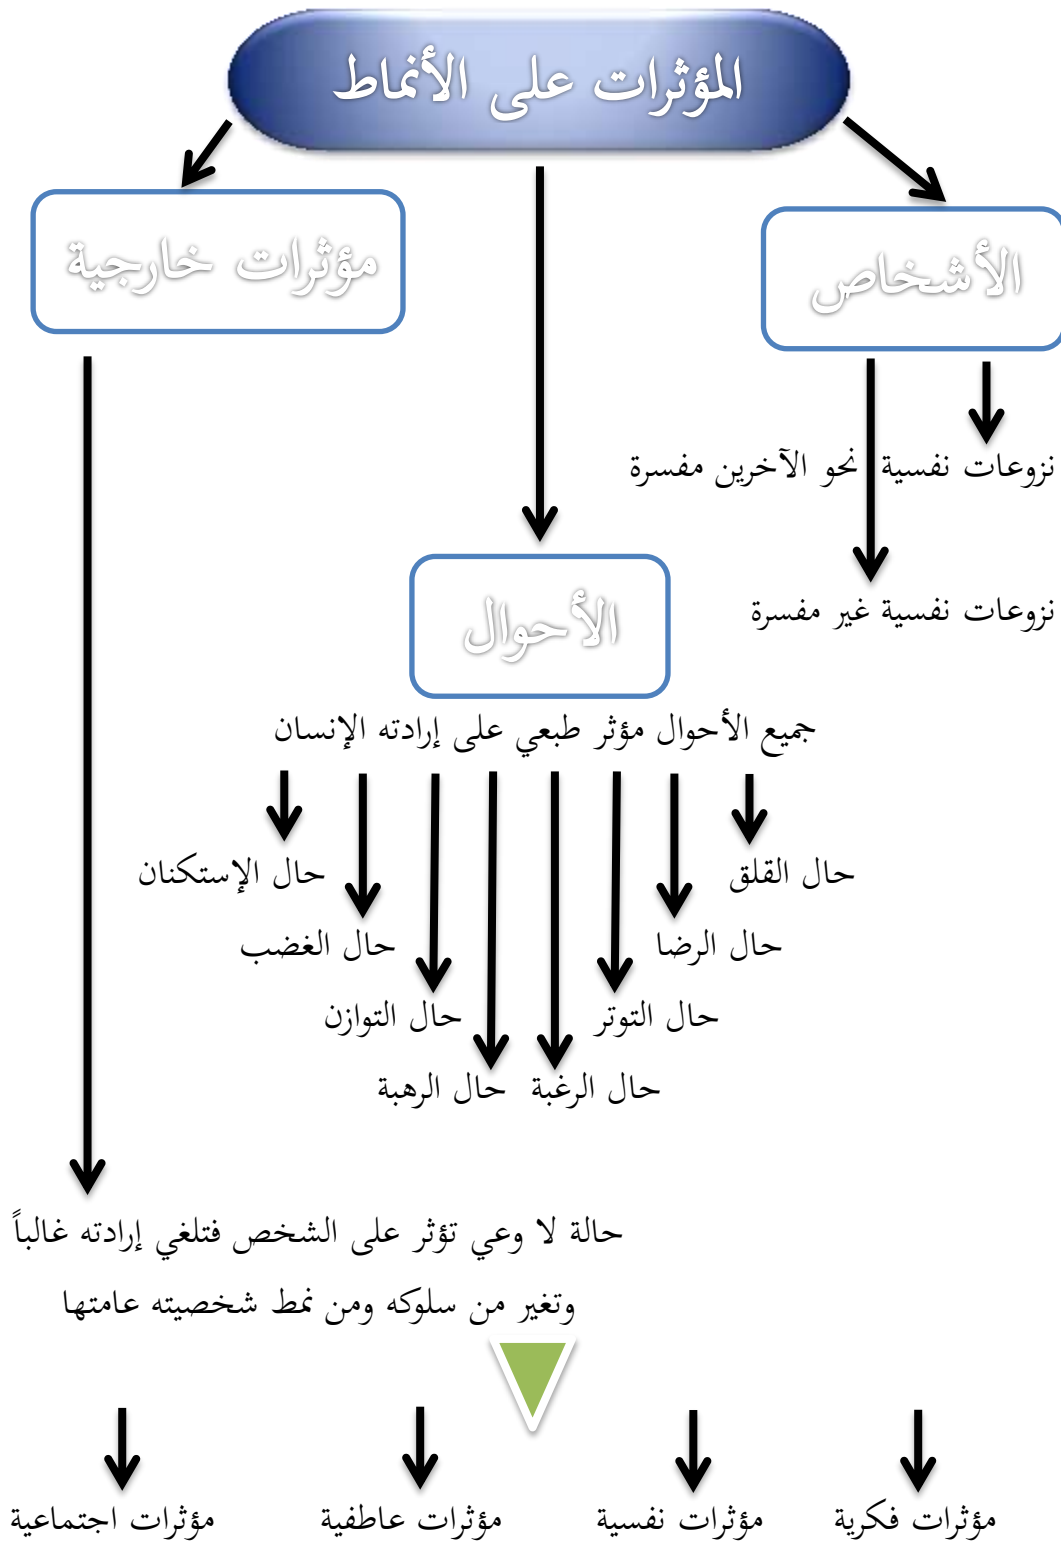 المؤثرات على الأنماط
الأشخاص
مؤثرات خارجية
نزوعات نفسية نحو الآخرين مفسرة
نزوعات نفسية غير مفسرة
الأحوال
جميع الأحوال مؤثر طبعي على إرادته الإنسان
حال القلق
حال الإستكنان
حال الرضا
حال الغضب
حال التوتر
حال التوازن
حال الرغبة
حال الرهبة
حالة لا وعي تؤثر على الشخص فتلغي إرادته غالباً
وتغير من سلوكه ومن نمط شخصيته عامتها
مؤثرات فكرية
مؤثرات نفسية
مؤثرات عاطفية
مؤثرات اجتماعية